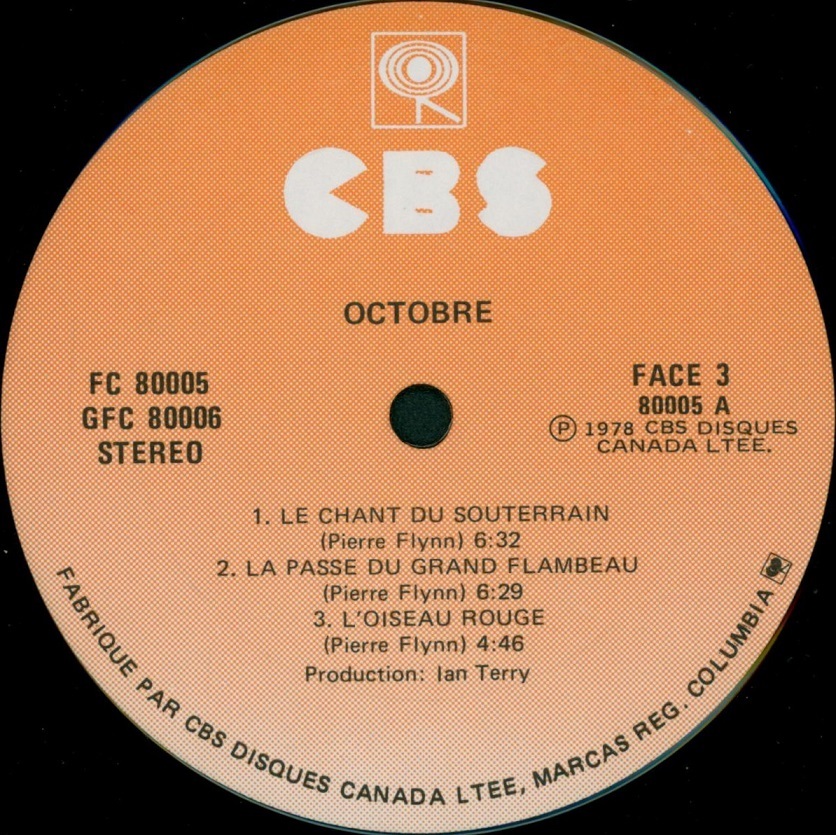 CBS
OCTOBRE
FC 80005
GFC 80006
STEREO
FACE 3
80005 A
Ⓟ 1978 CBS DISQUES
CANADA LTEE.
1. LE CHANT DU SOUTERRAIN
(Pierre Flynn) 6:32
2. LA PASSE DU GRAND FLAMBEAU
(Pierre Flynn) 6:29
3. L'OISEAU ROUGE
(Pierre Flynn) 4:46
Production: Ian Terry
FABRIQUE PAR CBS DISQUES CANADA LTEE, MARCAS REG. COLUMBIA